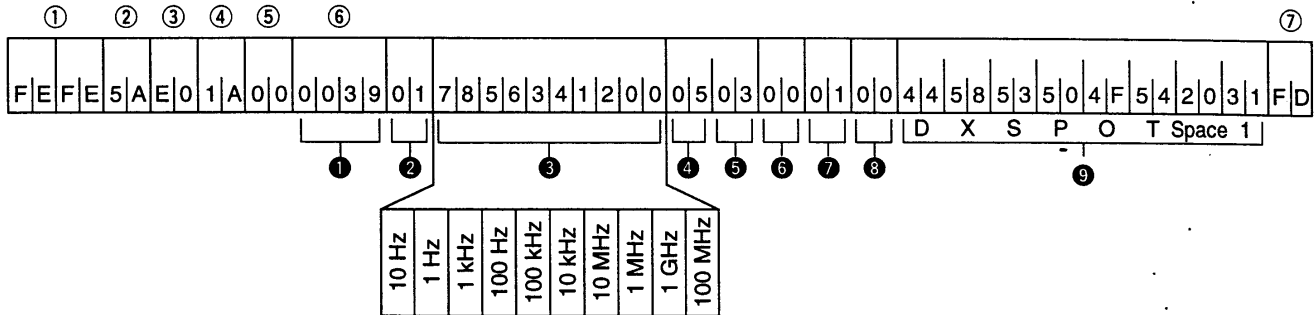 ① ② ③ ④ ⑤ ⑥ ⑦
F E F E 5 A E 0 1 A 0 0 0 0 3 9 0 1 7 8 5 6 3 4 1 2 0 0 0 5 0 3 0 0 0 1 0 0 4 4 5 8 5 3 5 0 4 F 5 4 2 0 3 1 F D
D X S P O T Space 1
❶ ❷ ❸ ❹ ❺ ❻ ❼ ❽ ❾
10 Hz
1 Hz
1 kHz
100 Hz
100 kHz
10 kHz
10 MHz
1 MHz
1 GHz
100 MHz